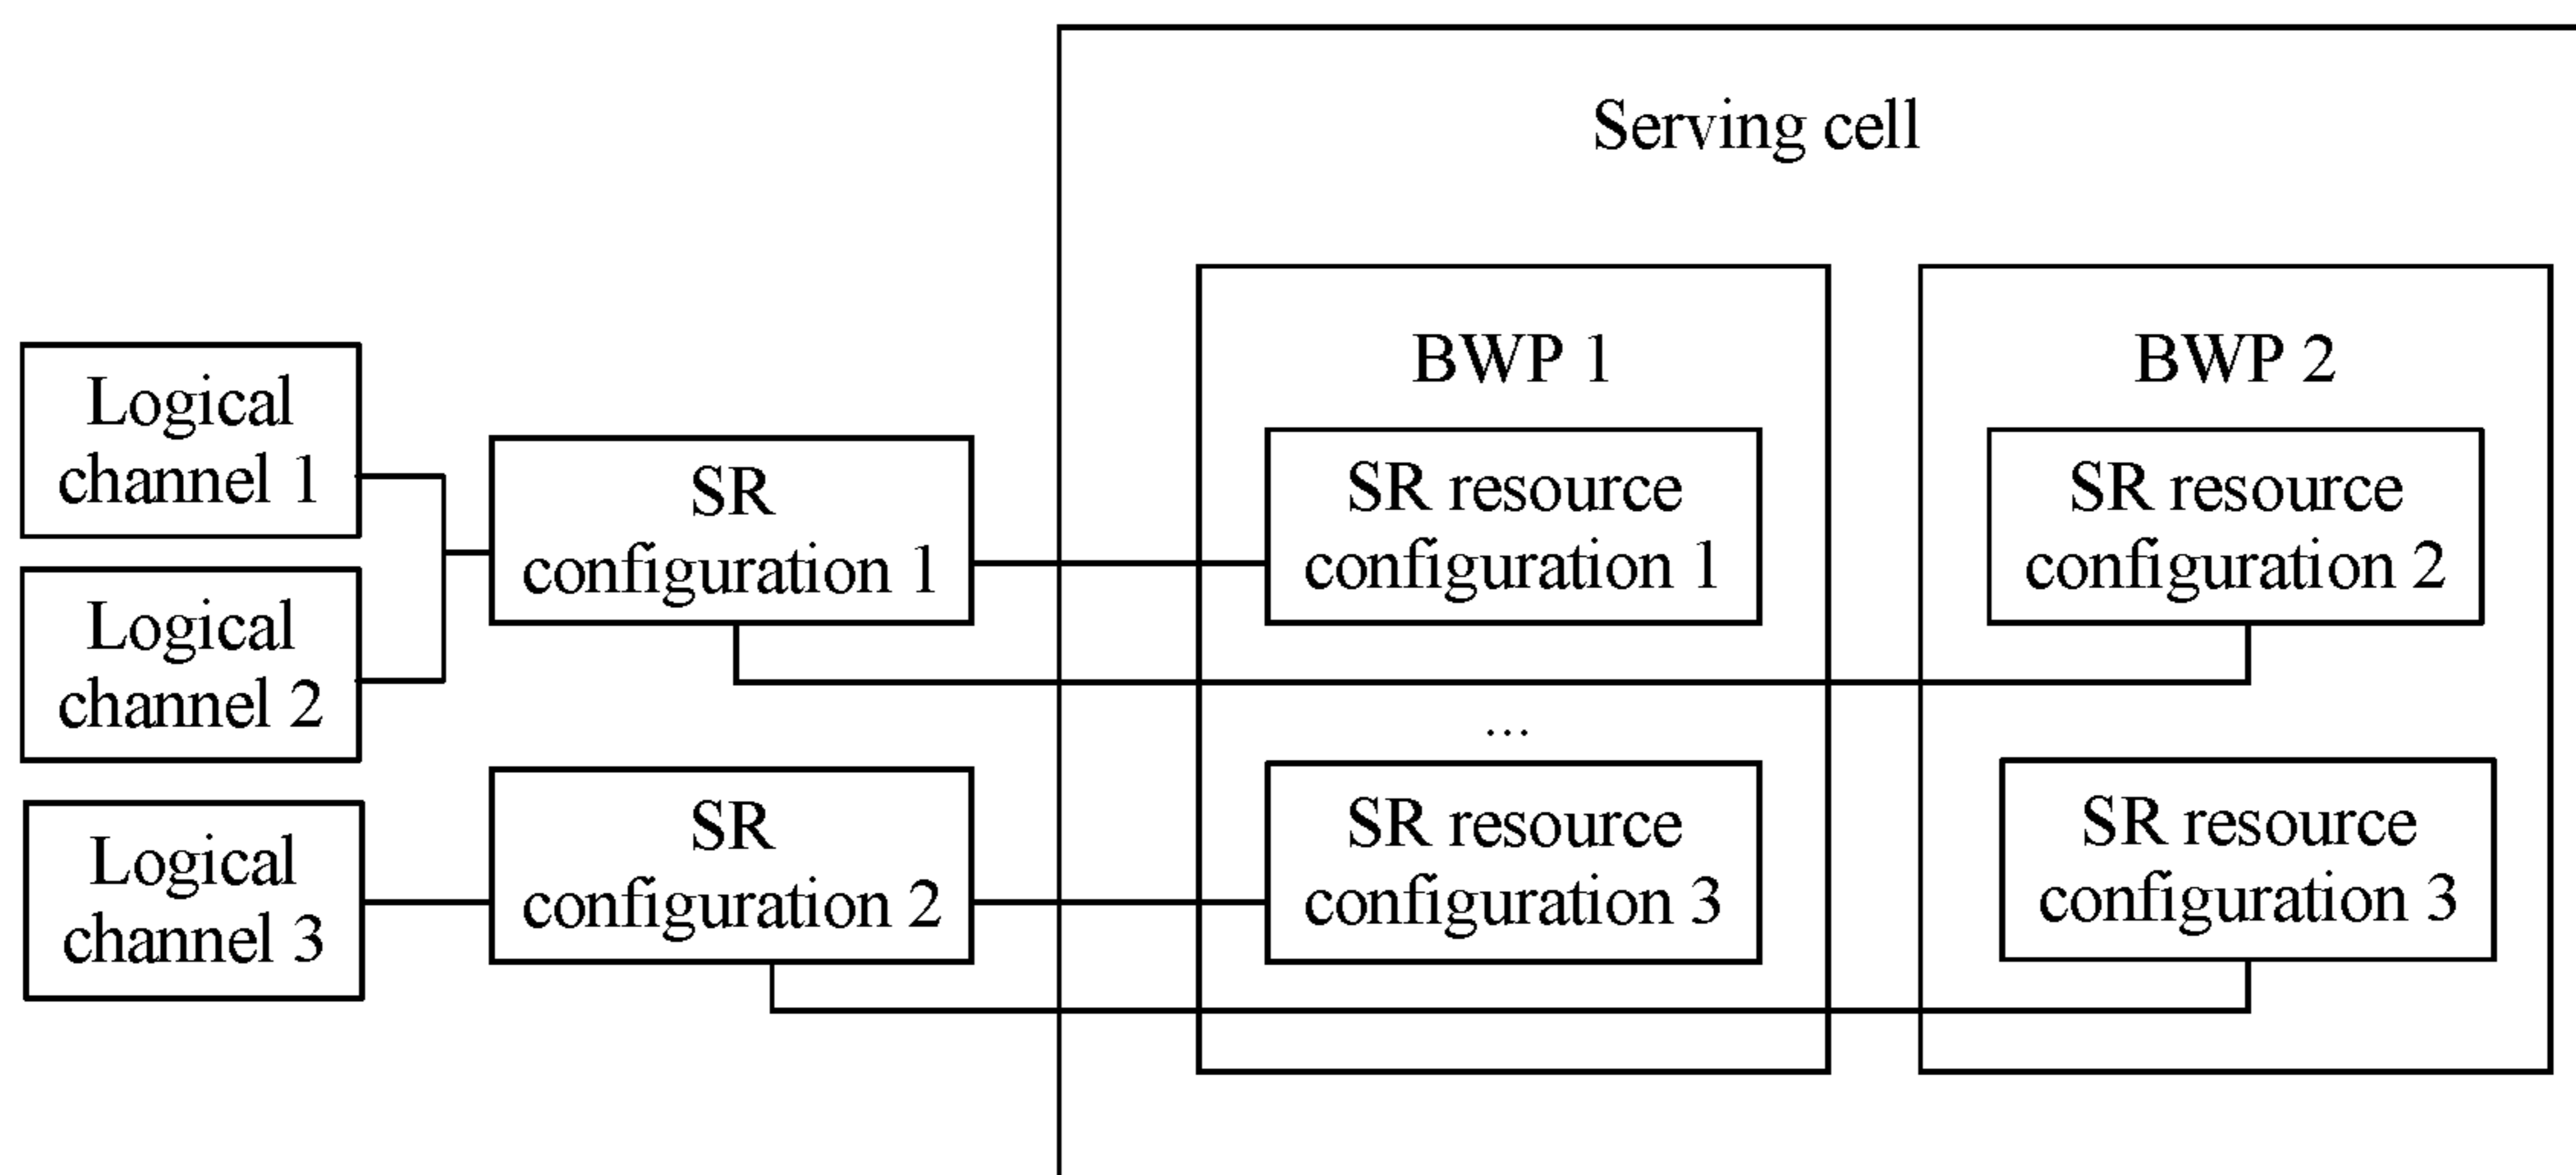 Serving cell
BWP 1
BWP 2
Logical
channel 1
SR
configuration 1
SR resource
configuration 1
SR resource
configuration 2
Logical
channel 2
...
Logical
channel 3
SR
configuration 2
SR resource
configuration 3
SR resource
configuration 3